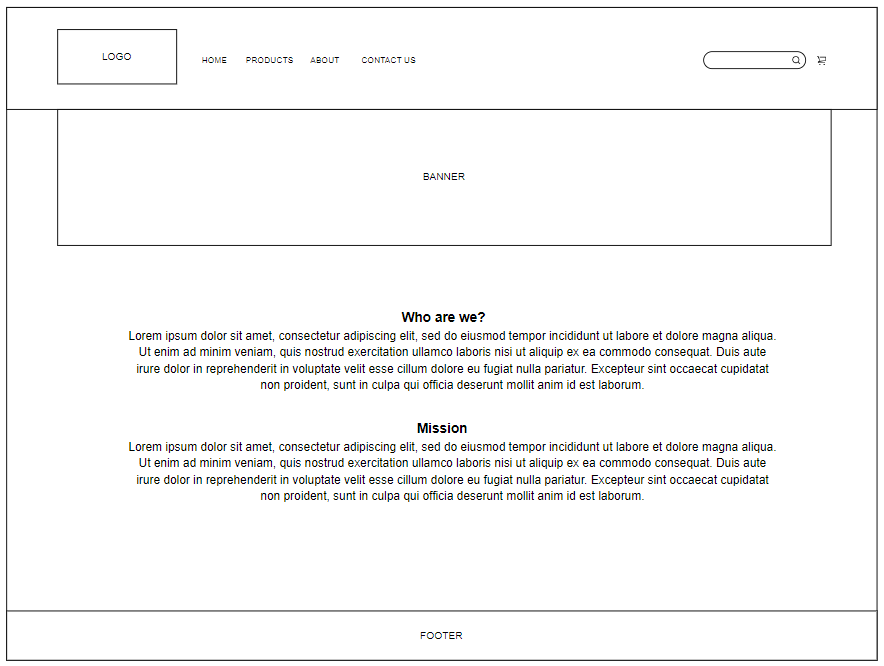 LOGO
HOME PRODUCTS ABOUT CONTACT US
BANNER
Who are we?
Lorem ipsum dolor sit amet, consectetur adipiscing elit, sed do eiusmod tempor incididunt ut labore et dolore magna aliqua.
Ut enim ad minim veniam, quis nostrud exercitation ullamco laboris nisi ut aliquip ex ea commodo consequat. Duis aute
irure dolor in reprehenderit in voluptate velit esse cillum dolore eu fugiat nulla pariatur. Excepteur sint occaecat cupidatat
non proident, sunt in culpa qui officia deserunt mollit anim id est laborum.
Mission
Lorem ipsum dolor sit amet, consectetur adipiscing elit, sed do eiusmod tempor incididunt ut labore et dolore magna aliqua.
Ut enim ad minim veniam, quis nostrud exercitation ullamco laboris nisi ut aliquip ex ea commodo consequat. Duis aute
irure dolor in reprehenderit in voluptate velit esse cillum dolore eu fugiat nulla pariatur. Excepteur sint occaecat cupidatat
non proident, sunt in culpa qui officia deserunt mollit anim id est laborum.
FOOTER